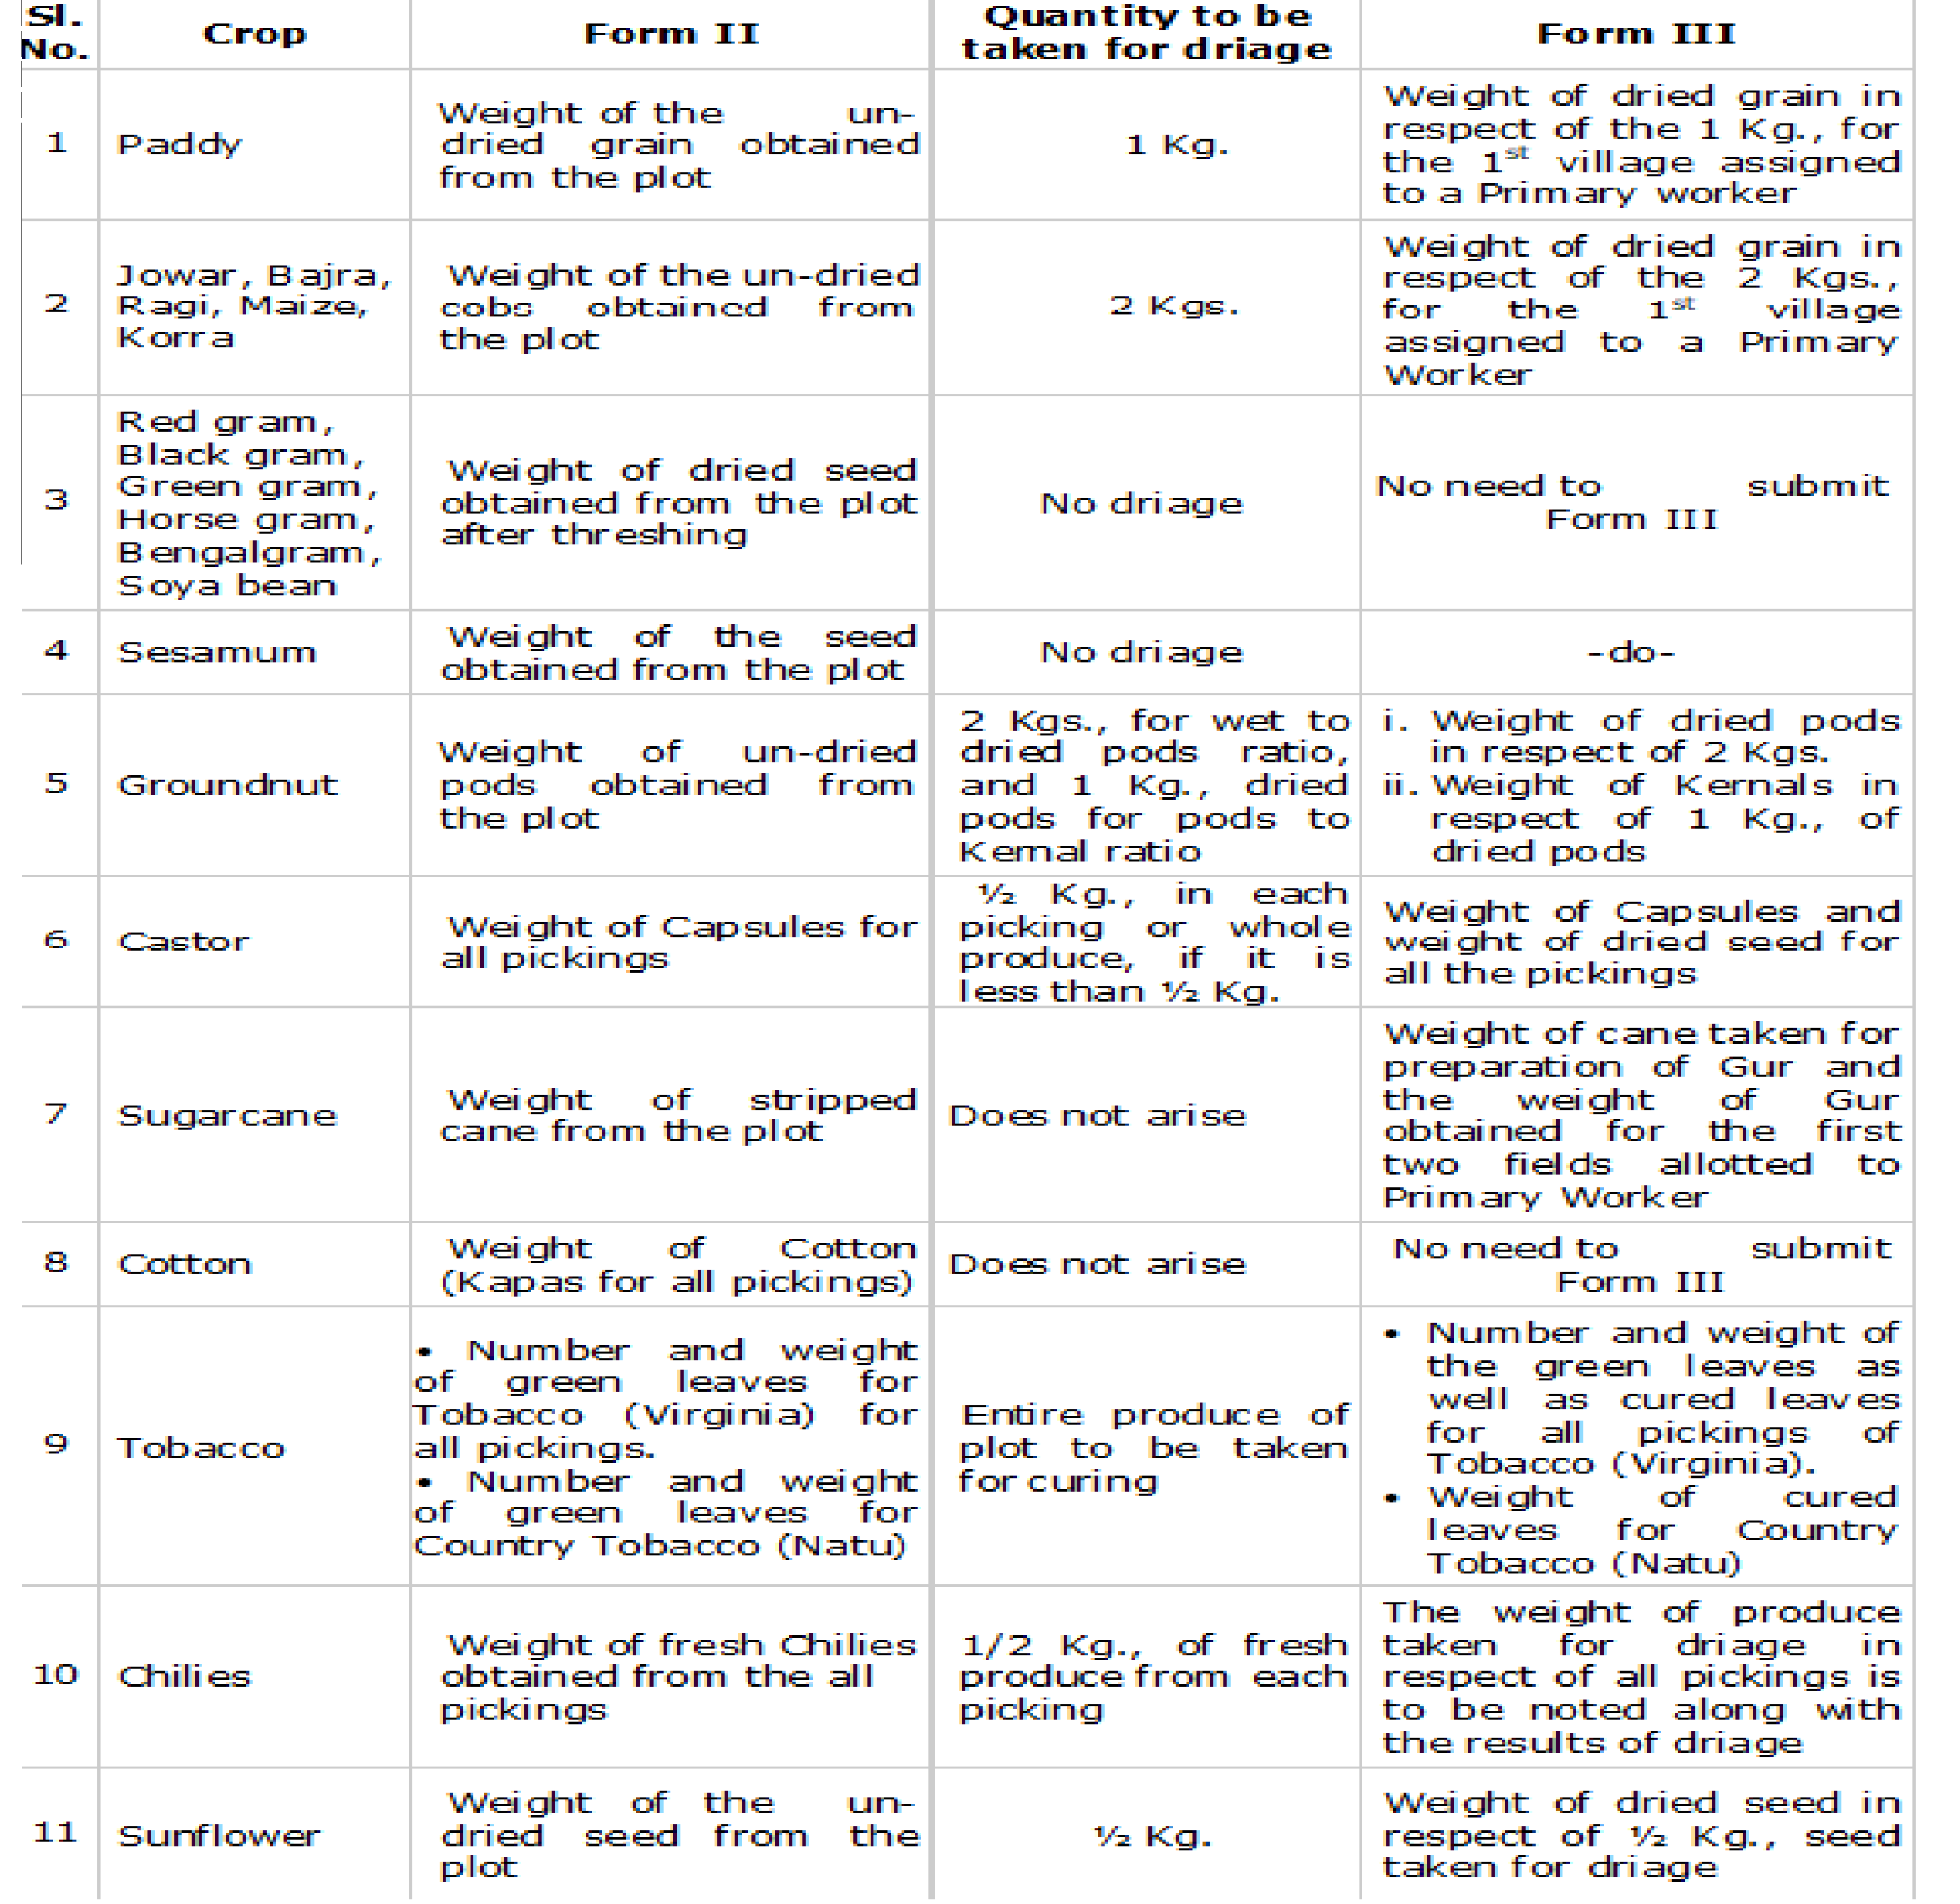 Sl.
No.
Crop
Form II
Quantity to be
taken for driage
Form III
1
Paddy
Weight of the un-
dried grain obtained
from the plot
1 Kg.
Weight of dried grain in
respect of the 1 Kg., for
the 1st village assigned
to a Primary worker
2
Jowar, Bajra,
Ragi, Maize,
Korra
Weight of the un-dried
cobs obtained from
the plot
2 Kgs.
Weight of dried grain in
respect of the 2 Kgs.,
for the 1st village
assigned to a Primary
Worker
3
Red gram,
Black gram,
Green gram,
Horse gram,
Bengalgram,
Soya bean
Weight of dried seed
obtained from the plot
after threshing
No driage
No need to submit
Form III
4
Sesamum
Weight of the seed
obtained from the plot
No driage
-do-
5
Groundnut
Weight of un-dried
pods obtained from
the plot
2 Kgs., for wet to
dried pods ratio,
and 1 Kg., dried
pods for pods to
Kernal ratio
i. Weight of dried pods
in respect of 2 Kgs.
ii. Weight of Kernals in
respect of 1 Kg., of
dried pods
6
Castor
Weight of Capsules for
all pickings
½ Kg., in each
picking or whole
produce, if it is
less than ½ Kg.
Weight of Capsules and
weight of dried seed for
all the pickings
7
Sugarcane
Weight of stripped
cane from the plot
Does not arise
Weight of cane taken for
preparation of Gur and
the weight of Gur
obtained for the first
two fields allotted to
Primary Worker
8
Cotton
Weight of Cotton
(Kapas for all pickings)
Does not arise
No need to submit
Form III
9
Tobacco
• Number and weight
of green leaves for
Tobacco (Virginia) for
all pickings.
• Number and weight
of green leaves for
Country Tobacco (Natu)
Entire produce of
plot to be taken
for curing
• Number and weight of
the green leaves as
well as cured leaves
for all pickings of
Tobacco (Virginia).
• Weight of cured
leaves for Country
Tobacco (Natu)
10
Chilies
Weight of fresh Chilies
obtained from the all
pickings
1/2 Kg., of fresh
produce from each
picking
The weight of produce
taken for driage in
respect of all pickings is
to be noted along with
the results of driage
11
Sunflower
Weight of the un-
dried seed from the
plot
½ Kg.
Weight of dried seed in
respect of ½ Kg., seed
taken for driage